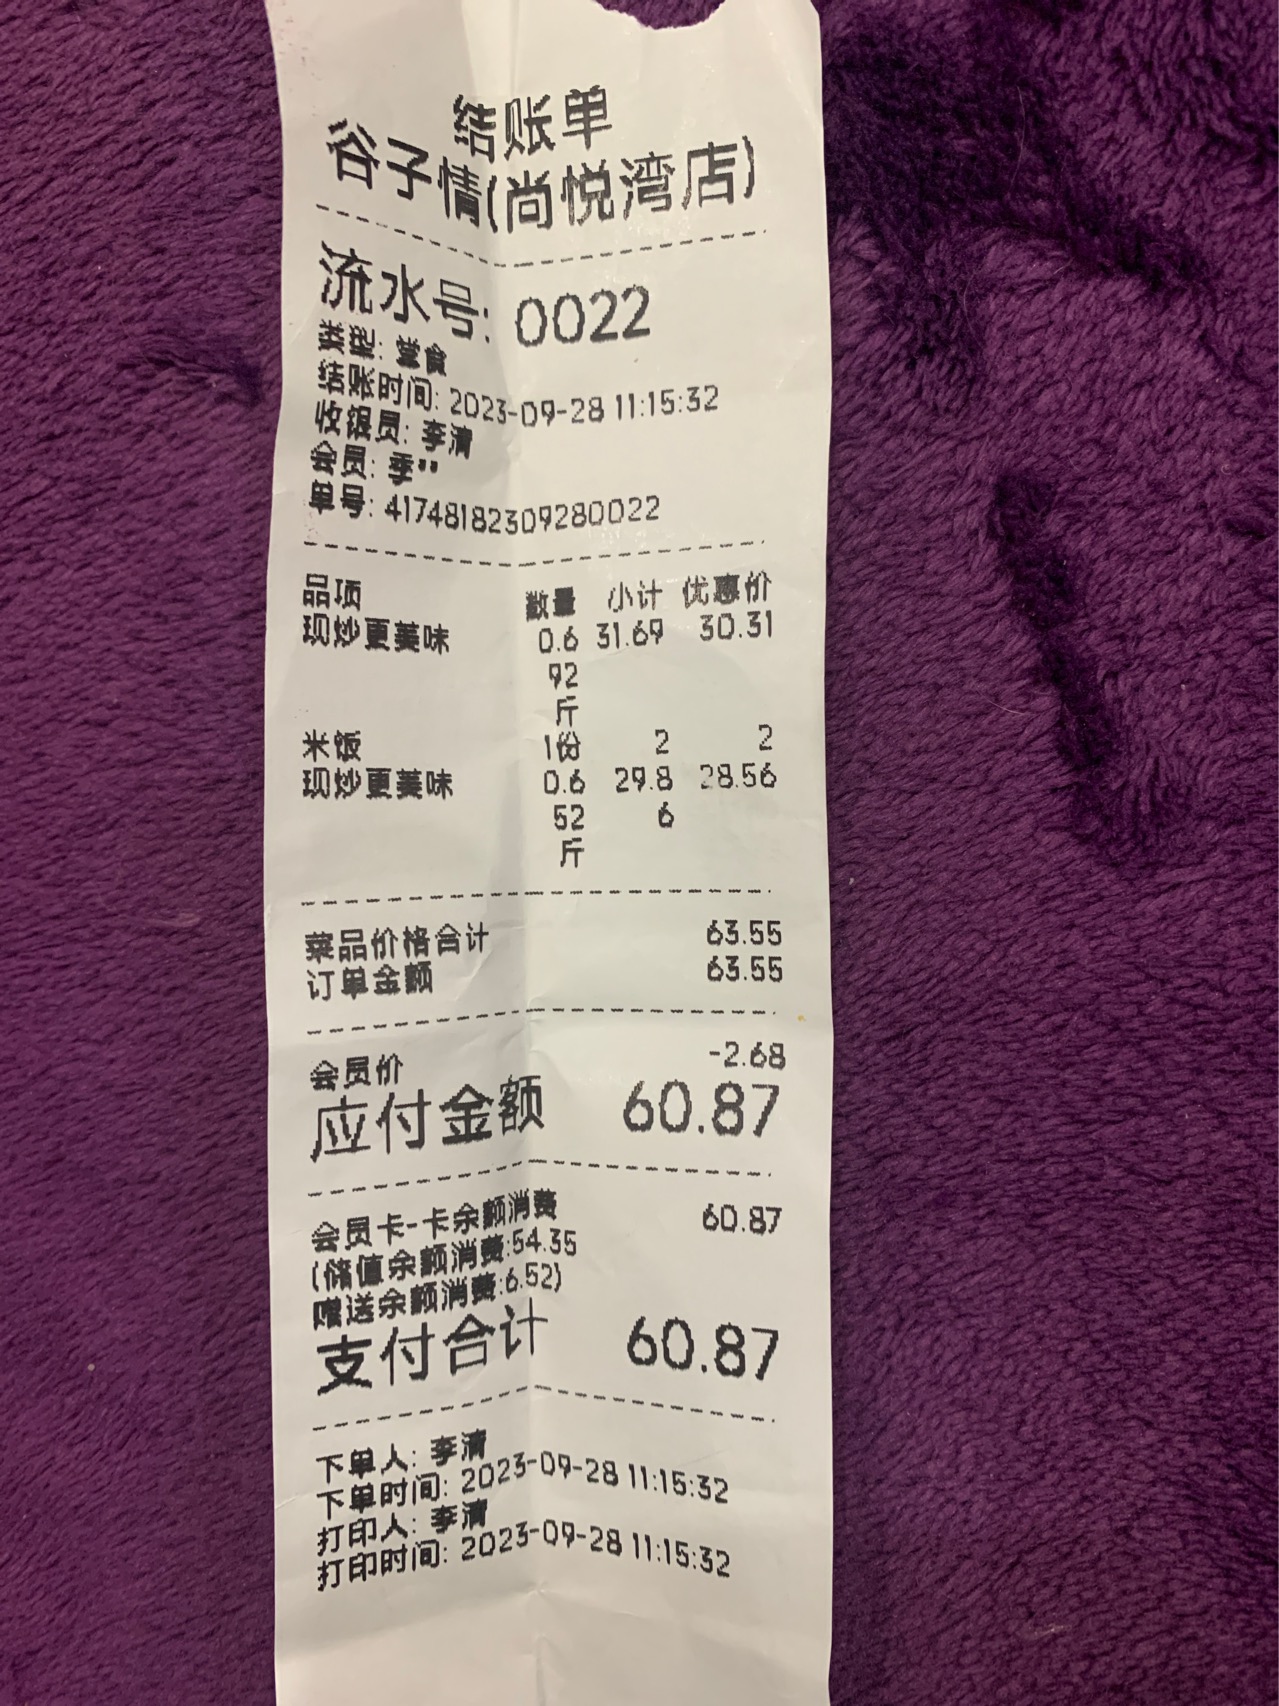 结账单
谷子情(尚悦湾店)
流水号: 0022
类型: 堂食
结账时间: 2023-09-28 11:15:32
收银员: 李清
会员: 季**
单号: 41748182309280022
品项 数量 小计 优惠价
现炒更美味 0.6 31.69 30.31
92
斤
米饭 1份 2 2
现炒更美味 0.6 29.8 28.56
52 6
斤
菜品价格合计 63.55
订单金额 63.55
会员价 -2.68
应付金额 60.87
会员卡-卡余额消费 60.87
(储值余额消费:54.35
赠送余额消费:6.52)
支付合计 60.87
下单人: 李清
下单时间: 2023-09-28 11:15:32
打印人: 李清
打印时间: 2023-09-28 11:15:32